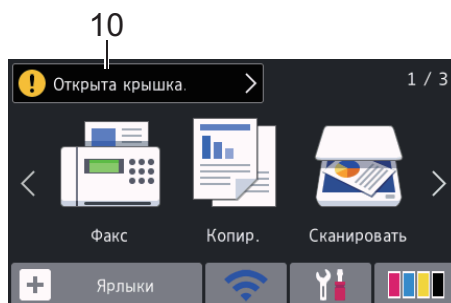 10
Открыта крышка.
1 / 3
Факс Копир. Сканировать
Ярлыки